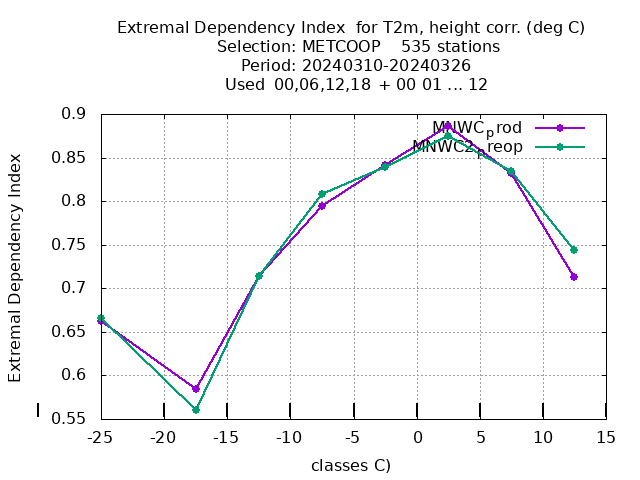 Extremal Dependency Index  for T2m, height corr. (deg C)
Selection: METCOOP    535 stations
Period: 20240310-20240326
Used  00,06,12,18 + 00 01 ... 12
MNWC_prod
MNWC2_preop
Extremal Dependency Index
0.9
0.85
0.8
0.75
0.7
0.65
0.6
0.55
-25 -20 -15 -10 -5 0 5 10 15
classes C)